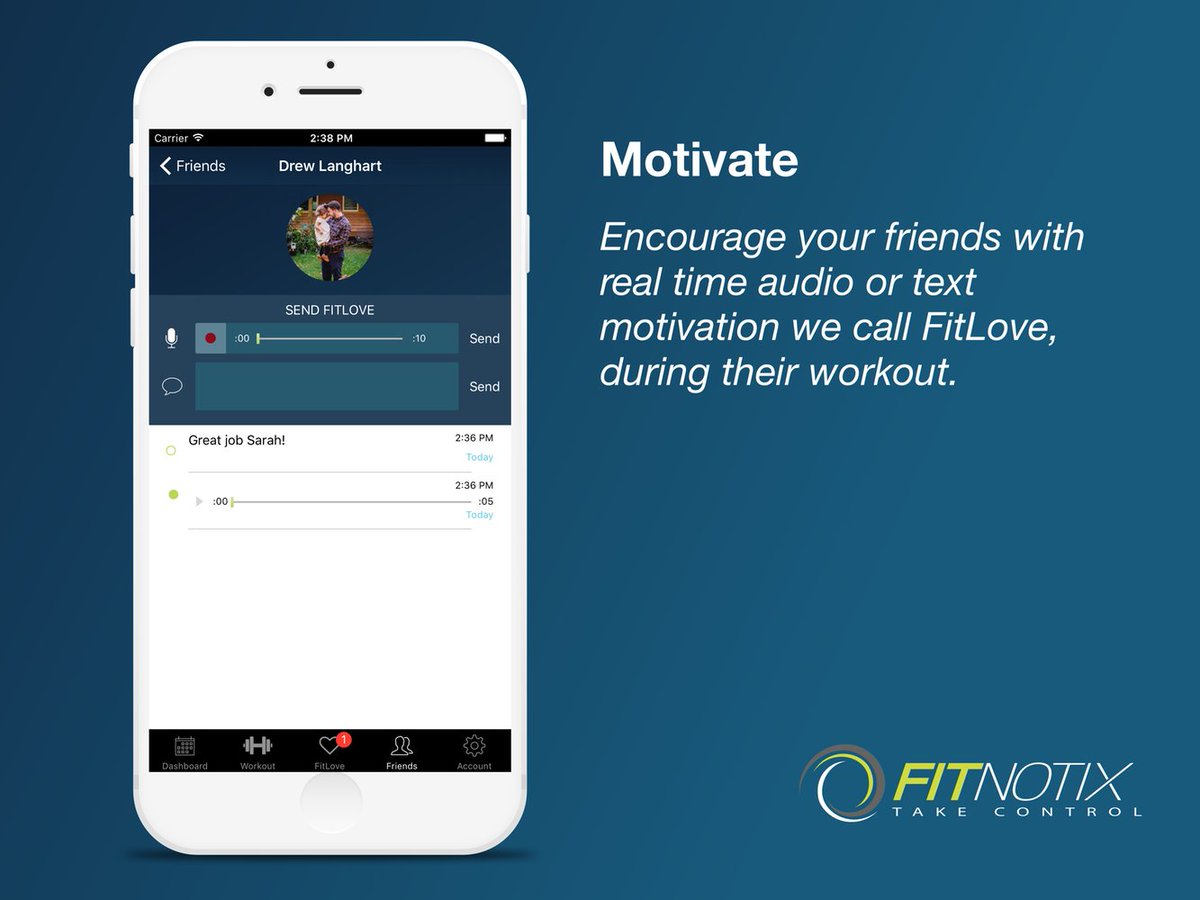 Carrier 2:38 PM
Friends Drew Langhart
SEND FITLOVE
:00 :10 Send
Send
Great job Sarah! 2:36 PM
Today
2:36 PM
:00 :05
Today
1
Dashboard Workout FitLove Friends Account
Motivate
Encourage your friends with
real time audio or text
motivation we call FitLove,
during their workout.
FITNOTIX
TAKE CONTROL